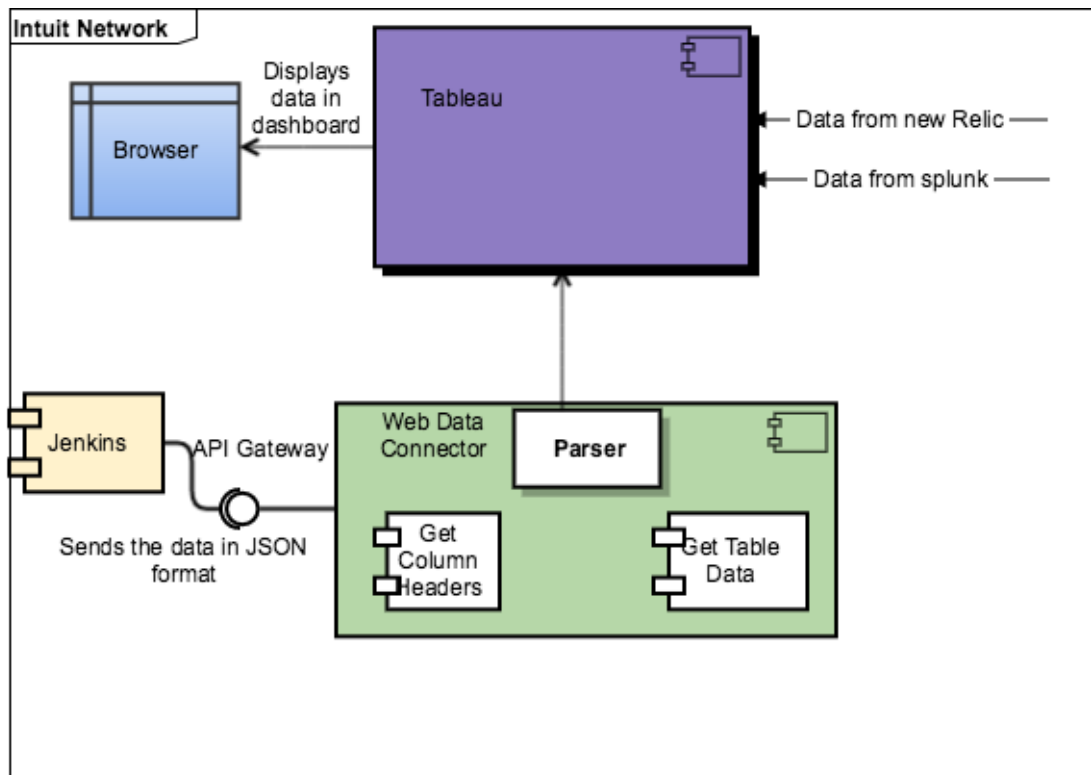 Intuit Network
Displays
data in
dashboard
Tableau
Browser
Data from new Relic
Data from splunk
Jenkins
API Gateway
Sends the data in JSON
format
Web Data
Connector
Parser
Get
Column
Headers
Get Table
Data